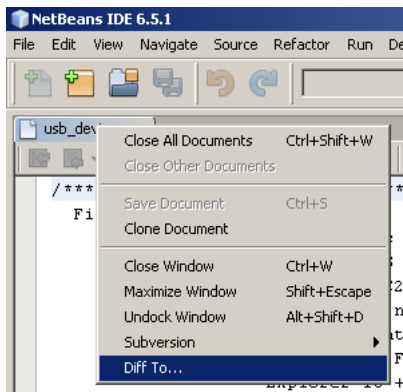 NetBeans IDE 6.5.1
File Edit View Navigate Source Refactor Run
usb_dev
Close All Documents Ctrl+Shift+W
Close Other Documents
/***
Save Document Ctrl+S
Clone Document
Close Window Ctrl+W
Maximize Window Shift+Escape
Undock Window Alt+Shift+D
Subversion
Diff To...